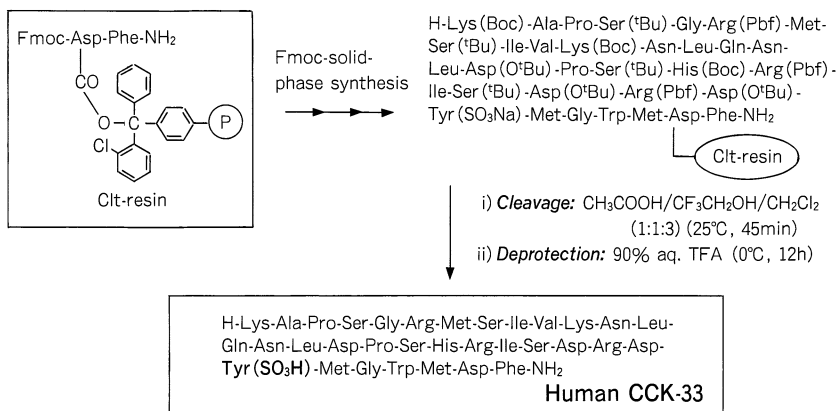 Fmoc-Asp-Phe-NH₂
CO
O
C
Cl
P
Clt-resin
Fmoc-solid-
phase synthesis
H-Lys(Boc)-Ala-Pro-Ser(ᵗBu)-Gly-Arg(Pbf)-Met-
Ser(ᵗBu)-Ile-Val-Lys(Boc)-Asn-Leu-Gln-Asn-
Leu-Asp(OᵗBu)-Pro-Ser(ᵗBu)-His(Boc)-Arg(Pbf)-
Ile-Ser(ᵗBu)-Asp(OᵗBu)-Arg(Pbf)-Asp(OᵗBu)-
Tyr(SO₃Na)-Met-Gly-Trp-Met-Asp-Phe-NH₂
Clt-resin
i) Cleavage: CH₃COOH/CF₃CH₂OH/CH₂Cl₂
(1:1:3) (25℃, 45min)
ii) Deprotection: 90% aq. TFA (0℃, 12h)
H-Lys-Ala-Pro-Ser-Gly-Arg-Met-Ser-Ile-Val-Lys-Asn-Leu-
Gln-Asn-Leu-Asp-Pro-Ser-His-Arg-Ile-Ser-Asp-Arg-Asp-
Tyr(SO₃H)-Met-Gly-Trp-Met-Asp-Phe-NH₂
Human CCK-33